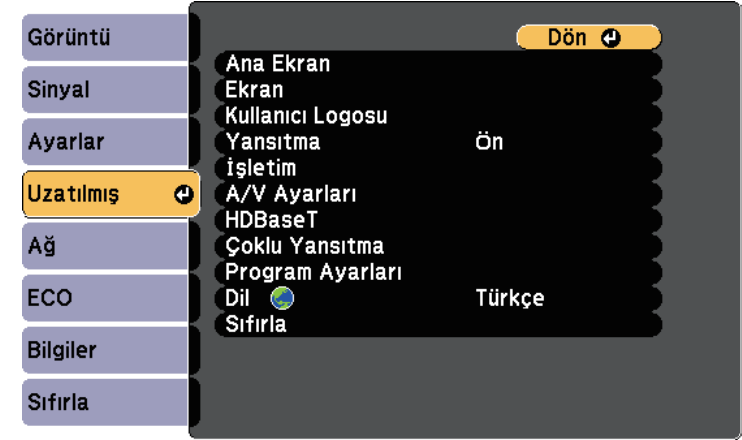 Görüntü
Sinyal
Ayarlar
Uzatılmış
Ağ
ECO
Bilgiler
Sıfırla
Dön
Ana Ekran
Ekran
Kullanıcı Logosu
Yansıtma Ön
İşletim
A/V Ayarları
HDBaseT
Çoklu Yansıtma
Program Ayarları
Dil Türkçe
Sıfırla